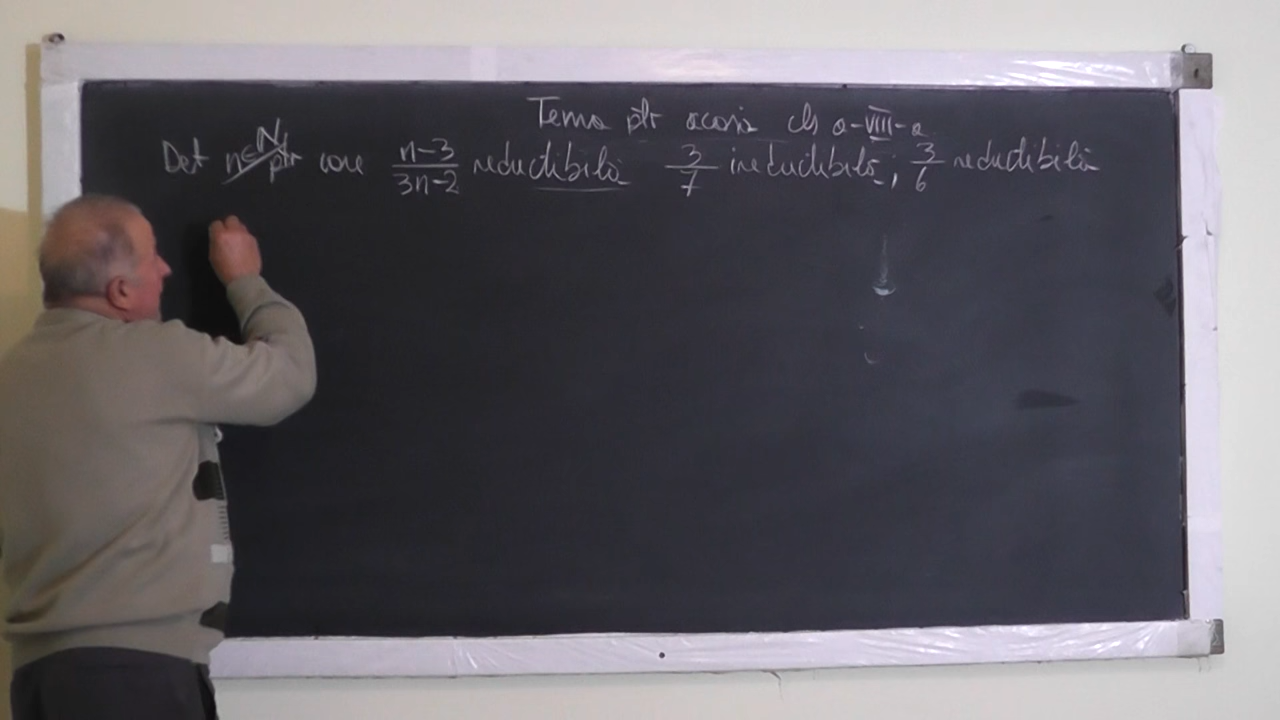 Tema ptr acasă cls a-VIII-a
Det n∈N ptr care n-3/3n-2 reductibilă 3/7 ireductibilă; 3/6 reductibilă